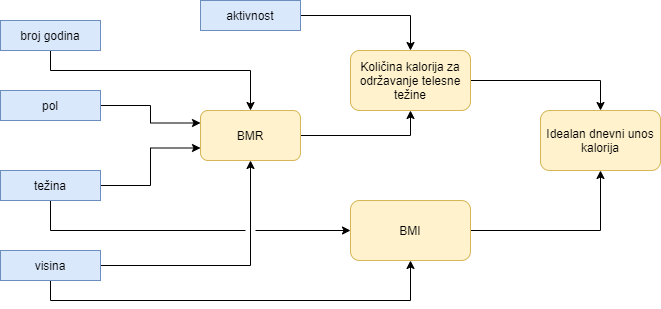 aktivnost
broj godina
Količina kalorija za
održavanje telesne
težine
pol
BMR
Idealan dnevni unos
kalorija
težina
BMI
visina